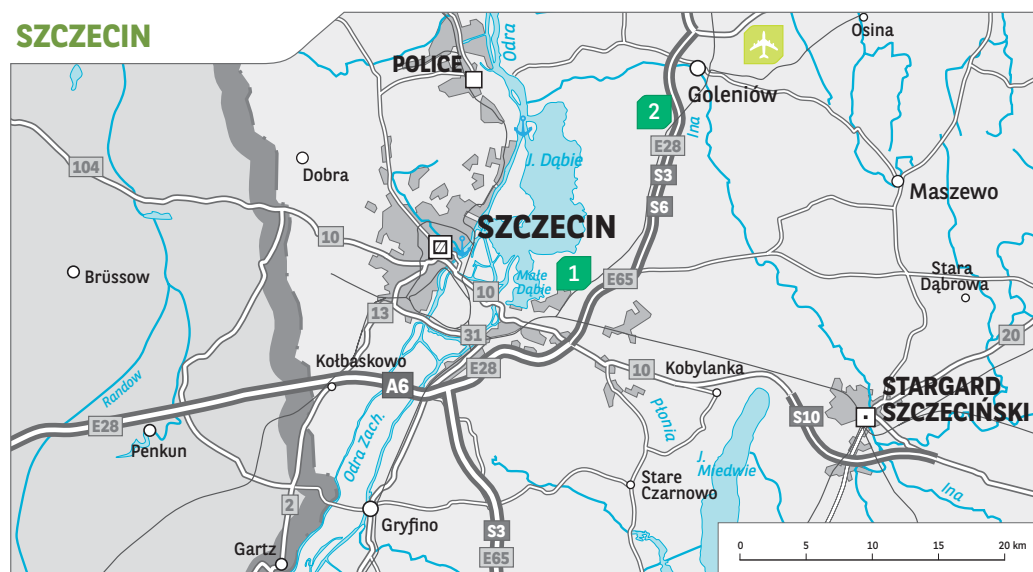 SZCZECIN
Osina
Odra
POLICE
Goleniów
2
Ina
104
E28
J. Dąbie
Dobra
S3
Maszewo
S6
SZCZECIN
10
Brüssow
1
Małe
Dąbie
E65
Stara
Dąbrowa
10
13
31
20
Kołbaskowo
E28
10
Kobylanka
A6
Randow
STARGARD
SZCZECIŃSKI
E28
Płonia
S10
Penkun
Odra Zach.
J.
Miedwie
Stare
Czarnowo
Ina
2
Gryfino
S3
Gartz
E65
0 5 10 15 20 km